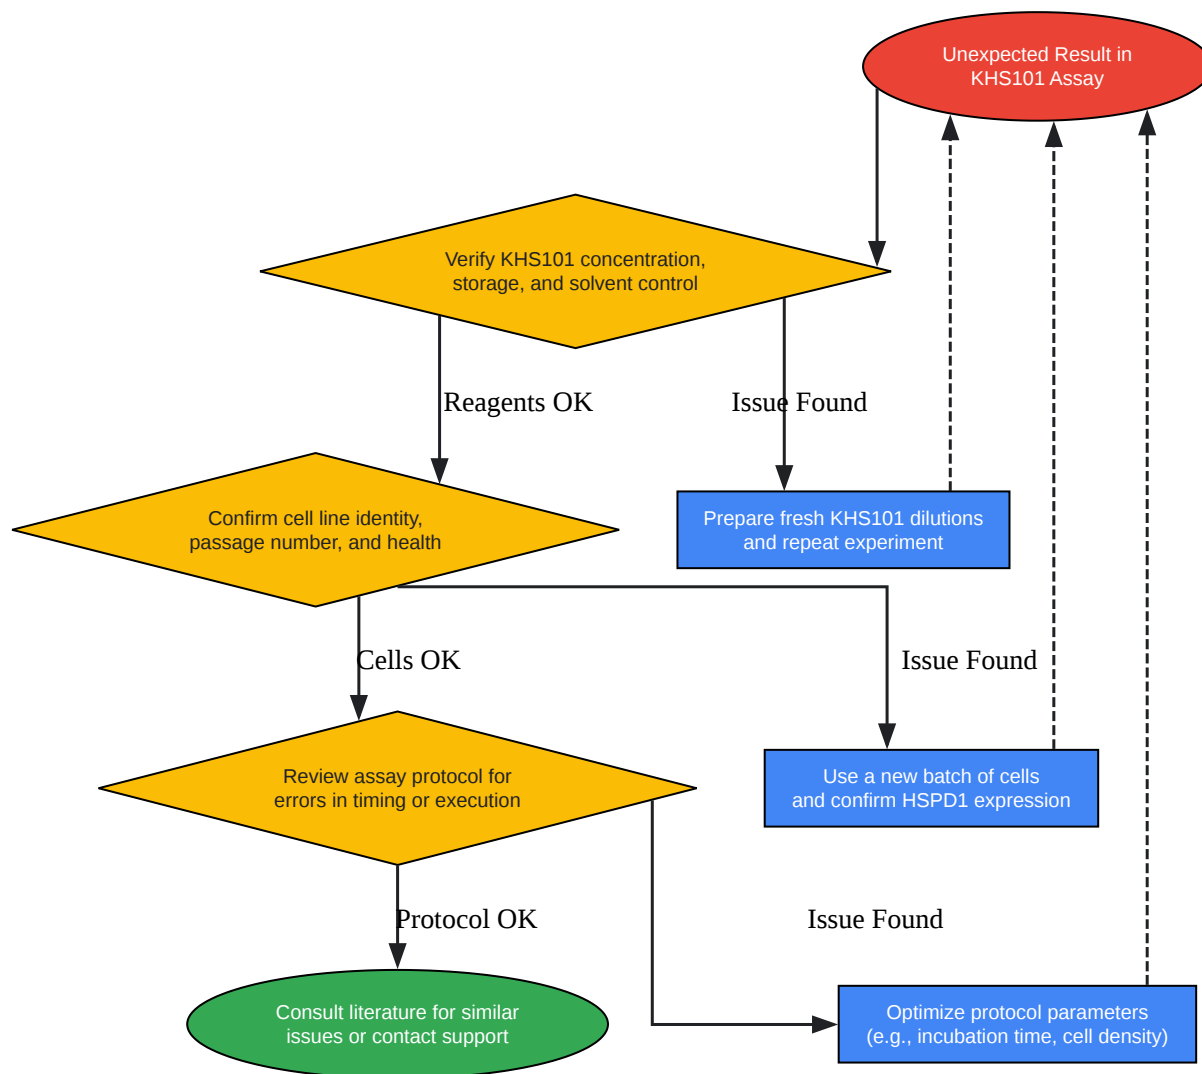 Unexpected Result in
KHS101 Assay
Verify KHS101 concentration,
storage, and solvent control
Reagents OK
Issue Found
Confirm cell line identity,
passage number, and health
Prepare fresh KHS101 dilutions
and repeat experiment
Cells OK
Issue Found
Review assay protocol for
errors in timing or execution
Use a new batch of cells
and confirm HSPD1 expression
Protocol OK
Issue Found
Consult literature for similar
issues or contact support
Optimize protocol parameters
(e.g., incubation time, cell density)